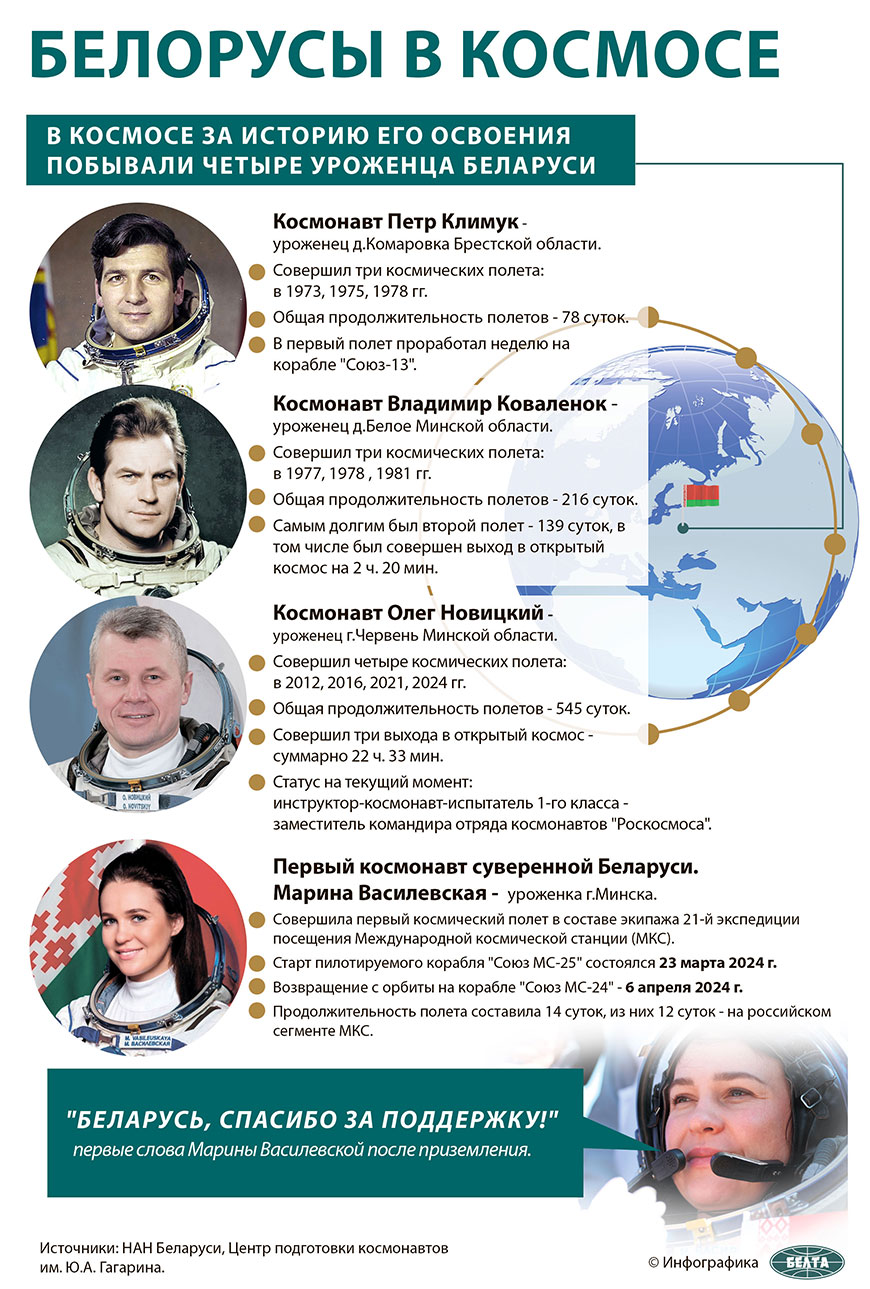 БЕЛОРУСЫ В КОСМОСЕ
В КОСМОСЕ ЗА ИСТОРИЮ ЕГО ОСВОЕНИЯ
ПОБЫВАЛИ ЧЕТЫРЕ УРОЖЕНЦА БЕЛАРУСИ
Космонавт Петр Климук -
уроженец д.Комаровка Брестской области.
Совершил три космических полета:
в 1973, 1975, 1978 гг.
Общая продолжительность полетов - 78 суток.
В первый полет проработал неделю на
корабле "Союз-13".
Космонавт Владимир Коваленок -
уроженец д.Белое Минской области.
Совершил три космических полета:
в 1977, 1978 , 1981 гг.
Общая продолжительность полетов - 216 суток.
Самым долгим был второй полет - 139 суток, в
том числе был совершен выход в открытый
космос на 2 ч. 20 мин.
Космонавт Олег Новицкий -
уроженец г.Червень Минской области.
Совершил четыре космических полета:
в 2012, 2016, 2021, 2024 гг.
Общая продолжительность полетов - 545 суток.
Совершил три выхода в открытый космос -
суммарно 22 ч. 33 мин.
Статус на текущий момент:
инструктор-космонавт-испытатель 1-го класса -
заместитель командира отряда космонавтов "Роскосмоса".
О. НОВИЦКИЙ
O. NOVITSKIY
Первый космонавт суверенной Беларуси.
Марина Василевская - уроженка г.Минска.
Совершила первый космический полет в составе экипажа 21-й экспедиции
посещения Международной космической станции (МКС).
Старт пилотируемого корабля "Союз МС-25" состоялся 23 марта 2024 г.
Возвращение с орбиты на корабле "Союз МС-24" - 6 апреля 2024 г.
Продолжительность полета составила 14 суток, из них 12 суток - на российском
сегменте МКС.
M. VASILEUSKAYA
М. ВАСИЛЕВСКАЯ
"БЕЛАРУСЬ, СПАСИБО ЗА ПОДДЕРЖКУ!"
первые слова Марины Василевской после приземления.
Источники: НАН Беларуси, Центр подготовки космонавтов
им. Ю.А. Гагарина.
© Инфографика
БЕЛТА